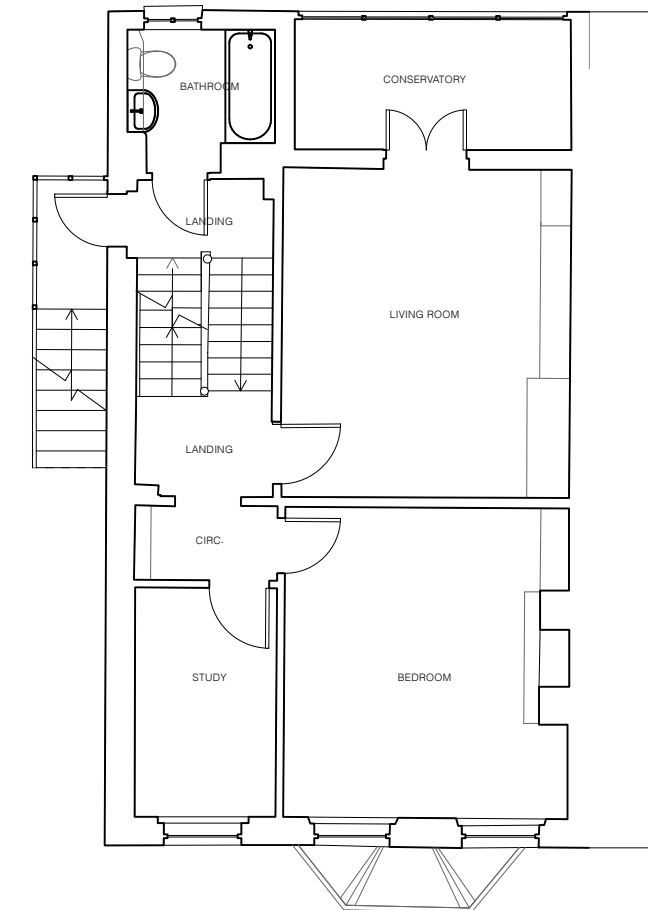 CONSERVATORY
BATHROOM
LANDING
LIVING ROOM
LANDING
CIRC.
STUDY
BEDROOM